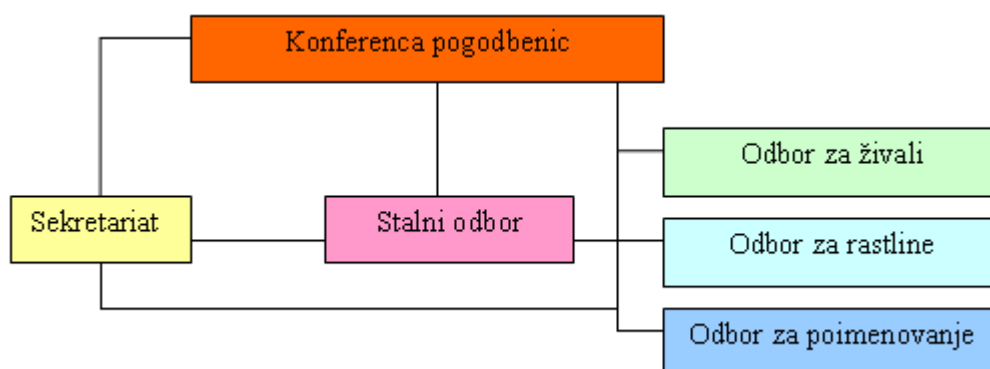 Konferenca pogodbenic
Odbor za živali
Sekretariat
Stalni odbor
Odbor za rastline
Odbor za poimenovanje